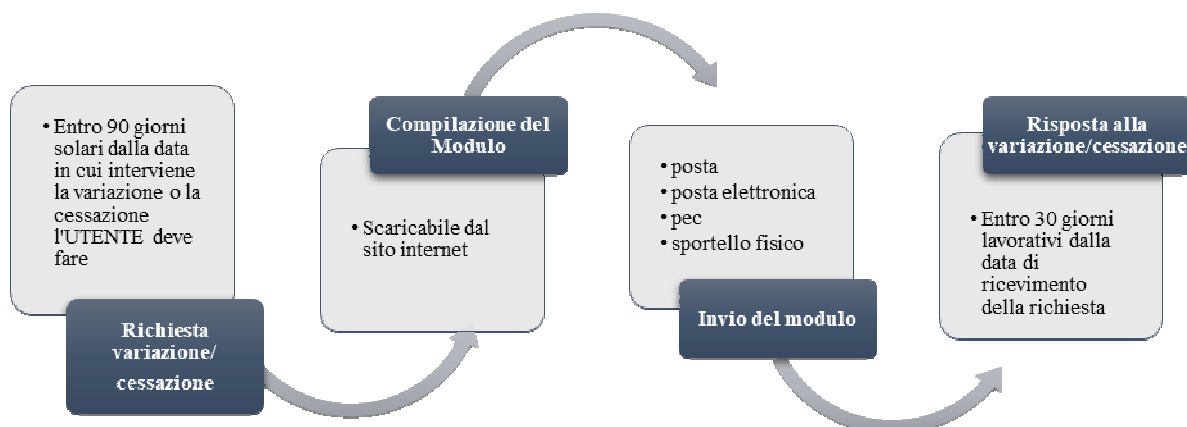 • Entro 90 giorni
solari dalla data
in cui interviene
la variazione o la
cessazione
l'UTENTE deve
fare
Richiesta
variazione/
cessazione
Compilazione del
Modulo
• Scaricabile dal
sito internet
• posta
• posta elettronica
• pec
• sportello fisico
Invio del modulo
Risposta alla
variazione/cessazione
• Entro 30 giorni
lavorativi dalla
data di
ricevimento
della richiesta